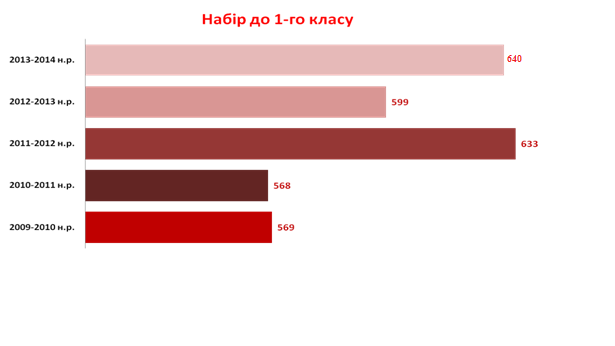 Набір до 1-го класу
2013-2014 н.р.
640
2012-2013 н.р.
599
2011-2012 н.р.
633
2010-2011 н.р.
568
2009-2010 н.р.
569